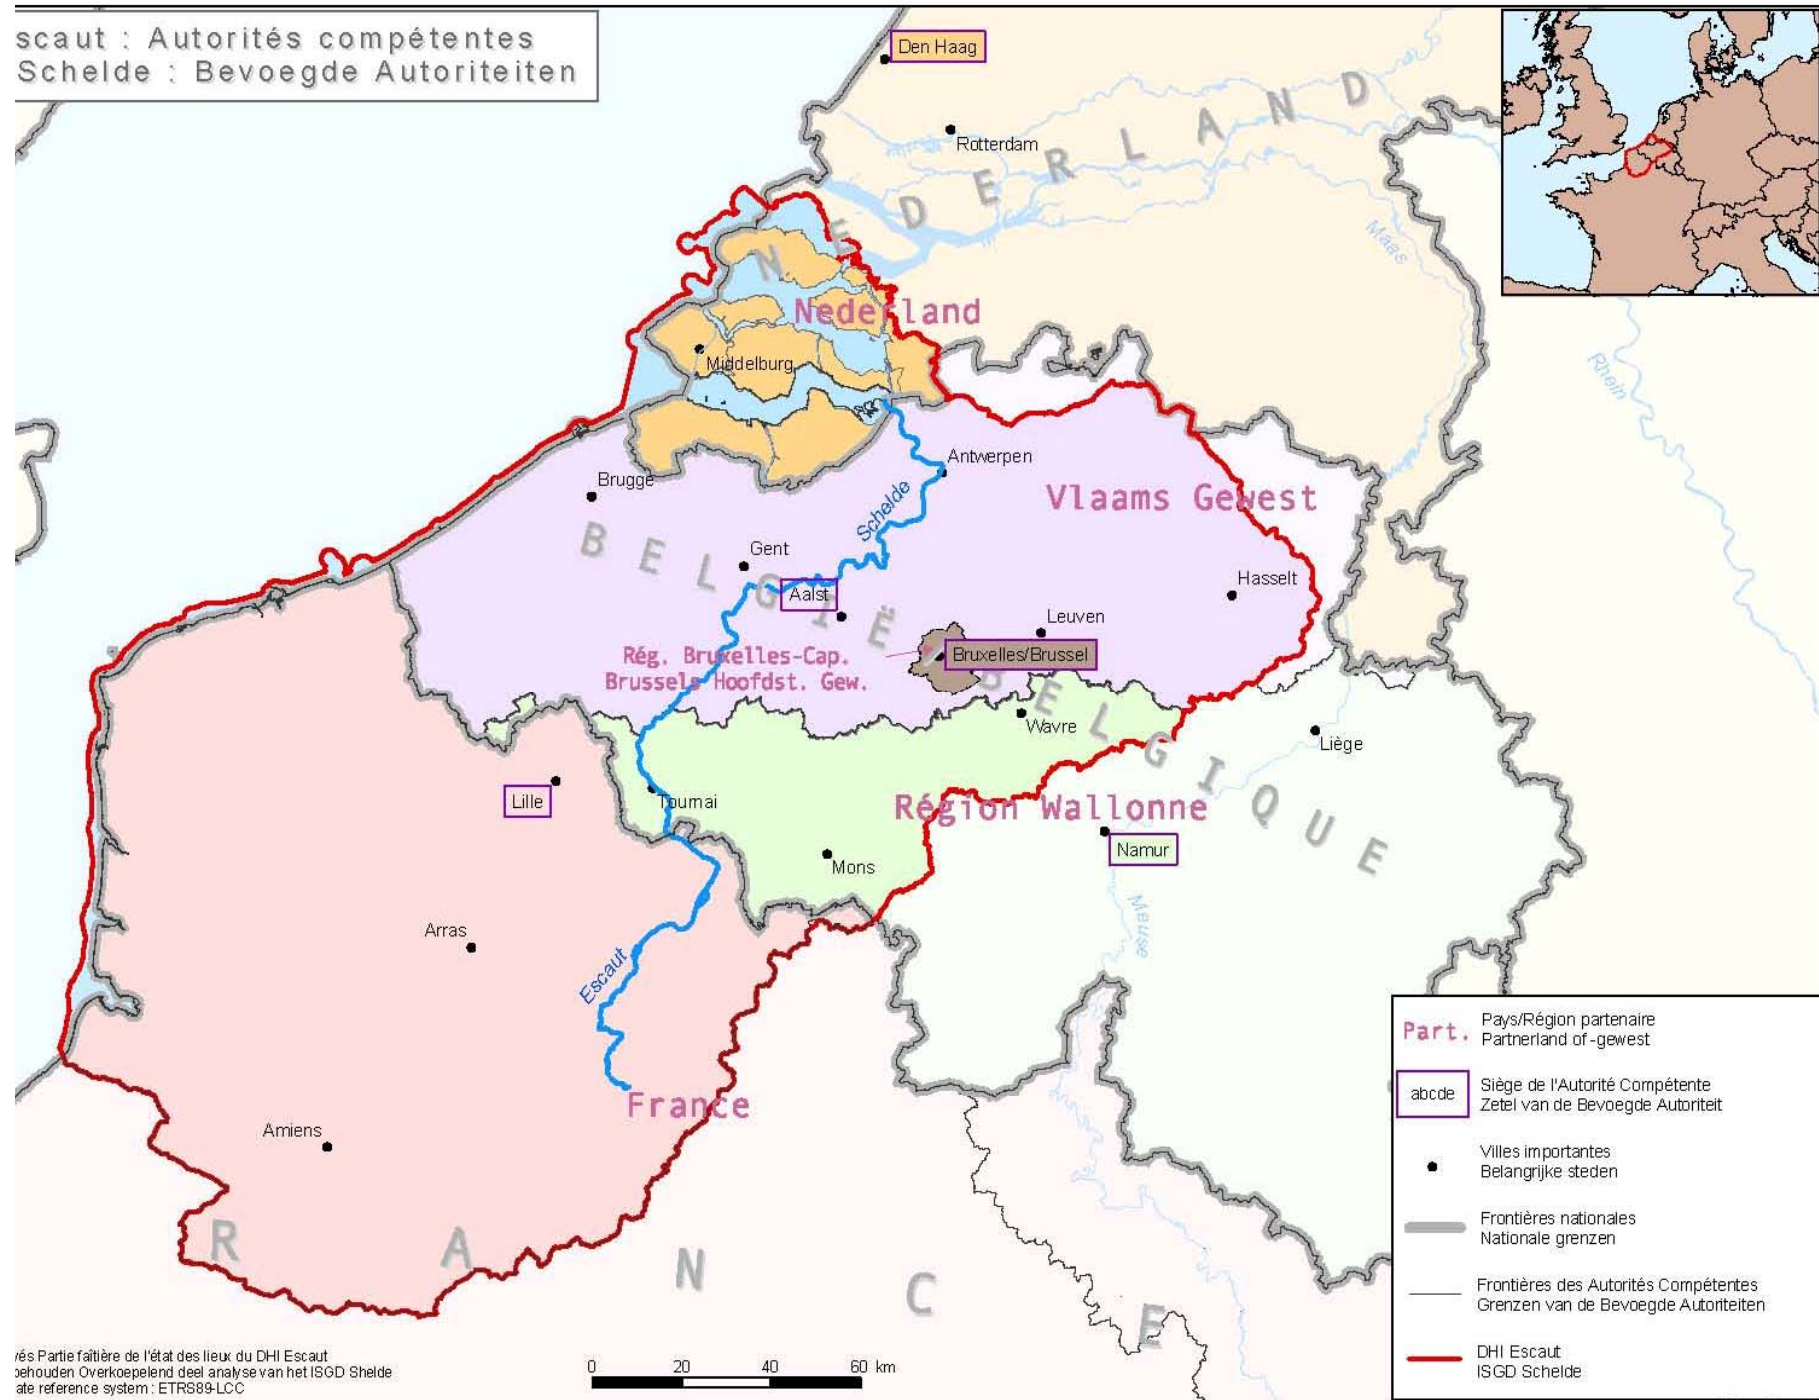 scaut : Autorités compétentes
Schelde : Bevoegde Autoriteiten
Den Haag
Rotterdam
NEDERLAND
Maas
Rhein
Nederland
Middelburg
Antwerpen
Brugge
Schelde
Vlaams Gewest
Gent
BELGIË
Aalst
Hasselt
Leuven
Rég. Bruxelles-Cap.
Brussels Hoofdst. Gew.
Bruxelles/Brussel
BELGIQUE
Wavre
Liège
Lille
Tournai
Région Wallonne
Namur
Mons
Meuse
Arras
Escaut
France
Amiens
RANCE
Part.
Pays/Région partenaire
Partnerland of -gewest
abcde
Siège de l'Autorité Compétente
Zetel van de Bevoegde Autoriteit
Villes importantes
Belangrijke steden
Frontières nationales
Nationale grenzen
Frontières des Autorités Compétentes
Grenzen van de Bevoegde Autoriteiten
DHI Escaut
ISGD Schelde
vés Partie faîtière de l'état des lieux du DHI Escaut
behouden Overkoepelend deel analyse van het ISGD Shelde
ate reference system : ETRS89-LCC
0 20 40 60 km